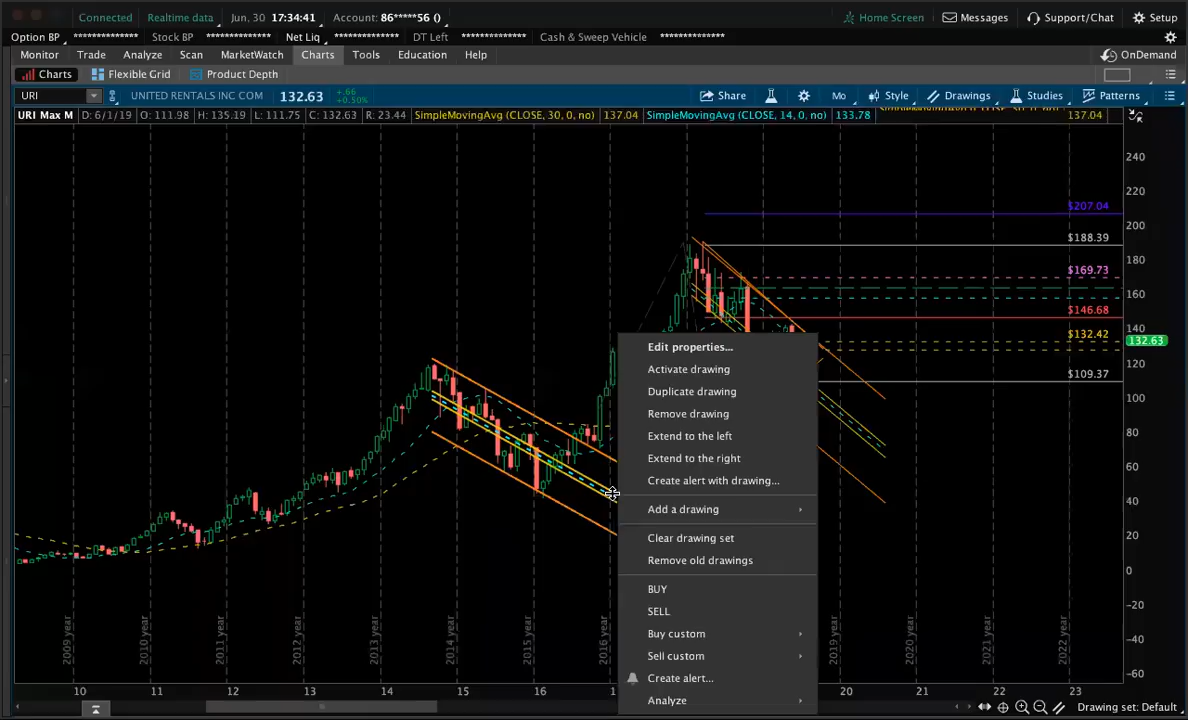 Connected Realtime data Jun, 30 17:34:41 Account: 86*****56 () Home Screen Messages Support/Chat Setup
Option BP ************** Stock BP ************** Net Liq ************** DT Left ************** Cash & Sweep Vehicle **************
Monitor Trade Analyze Scan MarketWatch Charts Tools Education Help OnDemand
Charts Flexible Grid Product Depth
URI UNITED RENTALS INC COM 132.63 +.66 +0.50% Share Mo Style Drawings Studies Patterns
URI Max M D: 6/1/19 O: 111.98 H: 135.19 L: 111.75 C: 132.63 R: 23.44 SimpleMovingAvg (CLOSE, 30, 0, no) 137.04 SimpleMovingAvg (CLOSE, 14, 0, no) 133.78 137.04
240
220
$207.04
200
$188.39
180
$169.73
160
$146.68
140
$132.42
132.63
120
$109.37
100
80
60
40
20
0
-20
-40
-60
Edit properties...
Activate drawing
Duplicate drawing
Remove drawing
Extend to the left
Extend to the right
Create alert with drawing...
Add a drawing
Clear drawing set
Remove old drawings
BUY
SELL
Buy custom
Sell custom
Create alert...
Analyze
2009 year 2010 year 2011 year 2012 year 2013 year 2014 year 2015 year 2016 year 2019 year 2020 year 2021 year 2022 year
10 11 12 13 14 15 16 1 20 21 22 23
Drawing set: Default